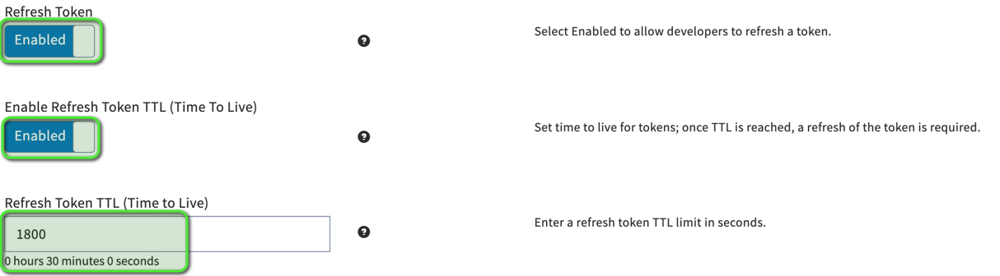 Refresh Token
Enabled
Select Enabled to allow developers to refresh a token.
Enable Refresh Token TTL (Time To Live)
Enabled
Set time to live for tokens; once TTL is reached, a refresh of the token is required.
Refresh Token TTL (Time to Live)
1800
Enter a refresh token TTL limit in seconds.
0 hours 30 minutes 0 seconds